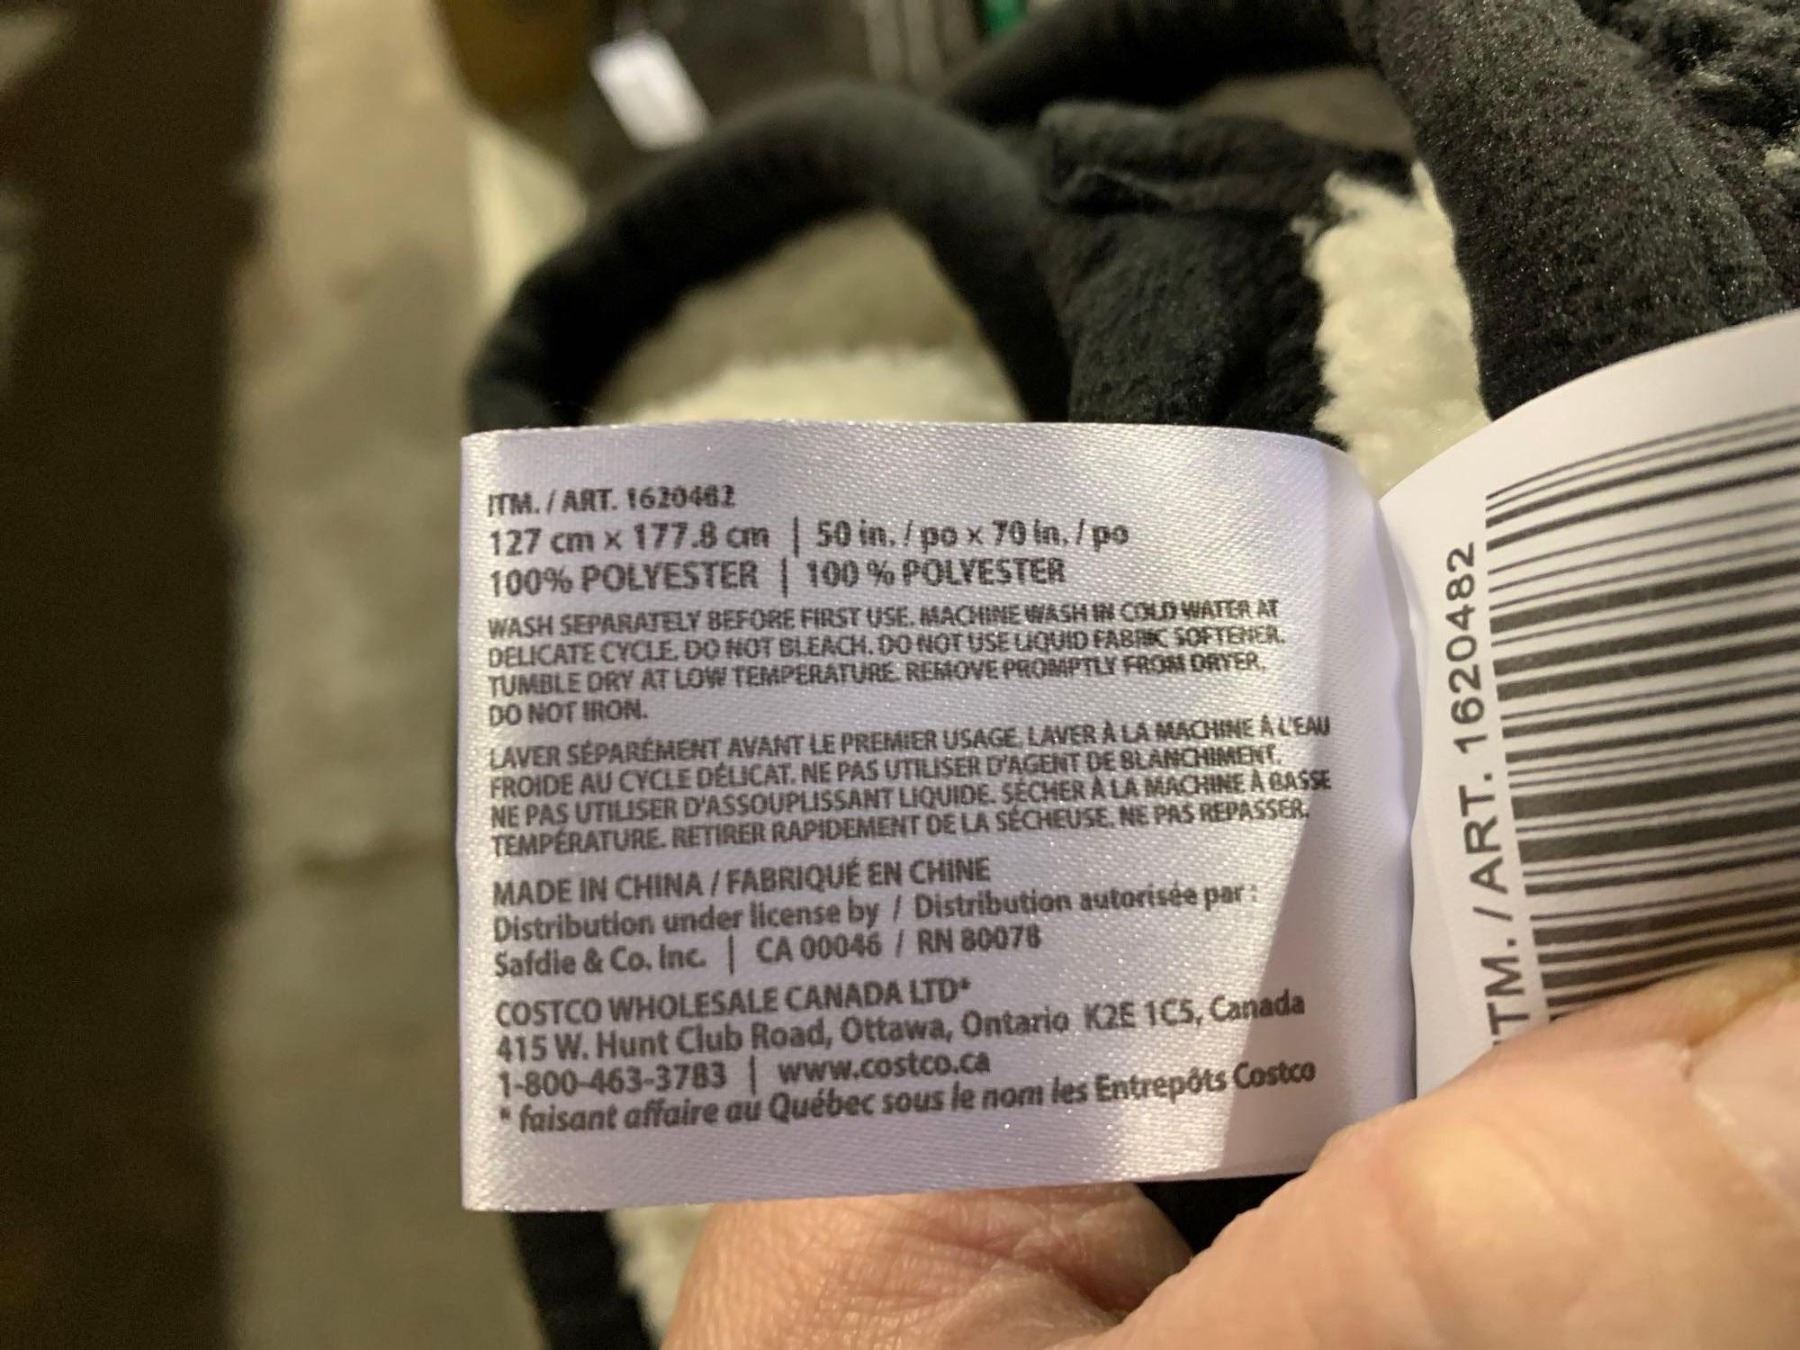 ITM. / ART. 1620482
127 cm x 177.8 cm | 50 in. / po x 70 in. / po
100% POLYESTER | 100 % POLYESTER
WASH SEPARATELY BEFORE FIRST USE. MACHINE WASH IN COLD WATER AT
DELICATE CYCLE. DO NOT BLEACH. DO NOT USE LIQUID FABRIC SOFTENER.
TUMBLE DRY AT LOW TEMPERATURE. REMOVE PROMPTLY FROM DRYER.
DO NOT IRON.
LAVER SÉPARÉMENT AVANT LE PREMIER USAGE. LAVER À LA MACHINE À L'EAU
FROIDE AU CYCLE DÉLICAT. NE PAS UTILISER D'AGENT DE BLANCHIMENT.
NE PAS UTILISER D'ASSOUPLISSANT LIQUIDE. SÉCHER À LA MACHINE À BASSE
TEMPÉRATURE. RETIRER RAPIDEMENT DE LA SÉCHEUSE. NE PAS REPASSER.
MADE IN CHINA / FABRIQUÉ EN CHINE
Distribution under license by / Distribution autorisée par :
Safdie & Co. Inc. | CA 00046 / RN 80078
COSTCO WHOLESALE CANADA LTD*
415 W. Hunt Club Road, Ottawa, Ontario K2E 1C5, Canada
1-800-463-3783 | www.costco.ca
* faisant affaire au Québec sous le nom les Entrepôts Costco
ITM. / ART. 1620482